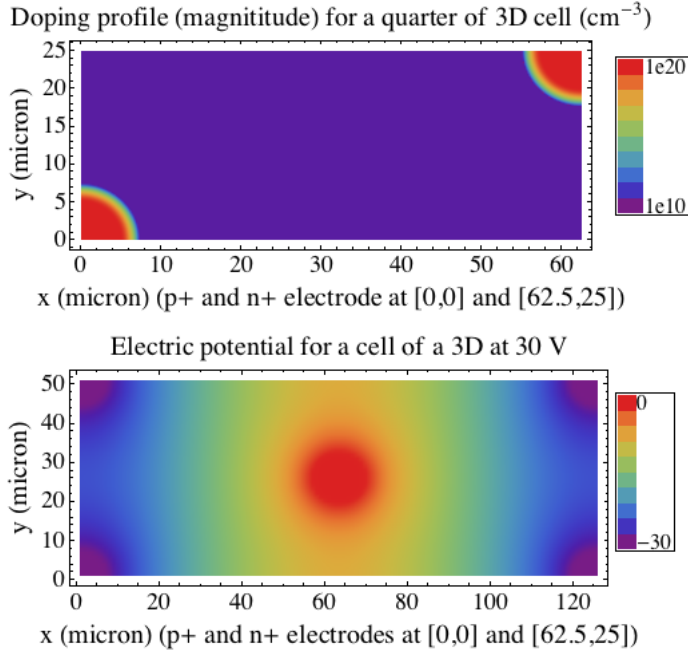 Doping profile (magnititude) for a quarter of 3D cell (cm⁻³)
25
20
15
10
5
0
y (micron)
0 10 20 30 40 50 60
x (micron) (p+ and n+ electrode at [0,0] and [62.5,25])
1e20
1e10
Electric potential for a cell of a 3D at 30 V
50
40
30
20
10
0
y (micron)
0 20 40 60 80 100 120
x (micron) (p+ and n+ electrodes at [0,0] and [62.5,25])
0
−30